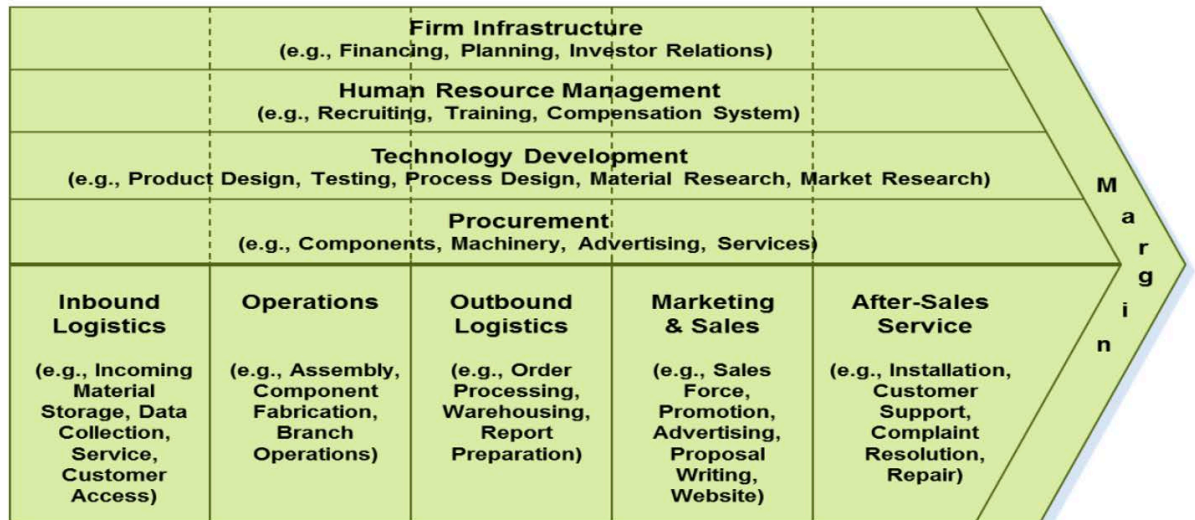 Firm Infrastructure
(e.g., Financing, Planning, Investor Relations)
Human Resource Management
(e.g., Recruiting, Training, Compensation System)
Technology Development
(e.g., Product Design, Testing, Process Design, Material Research, Market Research)
Procurement
(e.g., Components, Machinery, Advertising, Services)
Inbound
Logistics
(e.g., Incoming
Material
Storage, Data
Collection,
Service,
Customer
Access)
Operations
(e.g., Assembly,
Component
Fabrication,
Branch
Operations)
Outbound
Logistics
(e.g., Order
Processing,
Warehousing,
Report
Preparation)
Marketing
& Sales
(e.g., Sales
Force,
Promotion,
Advertising,
Proposal
Writing,
Website)
After-Sales
Service
(e.g., Installation,
Customer
Support,
Complaint
Resolution,
Repair)
Margin